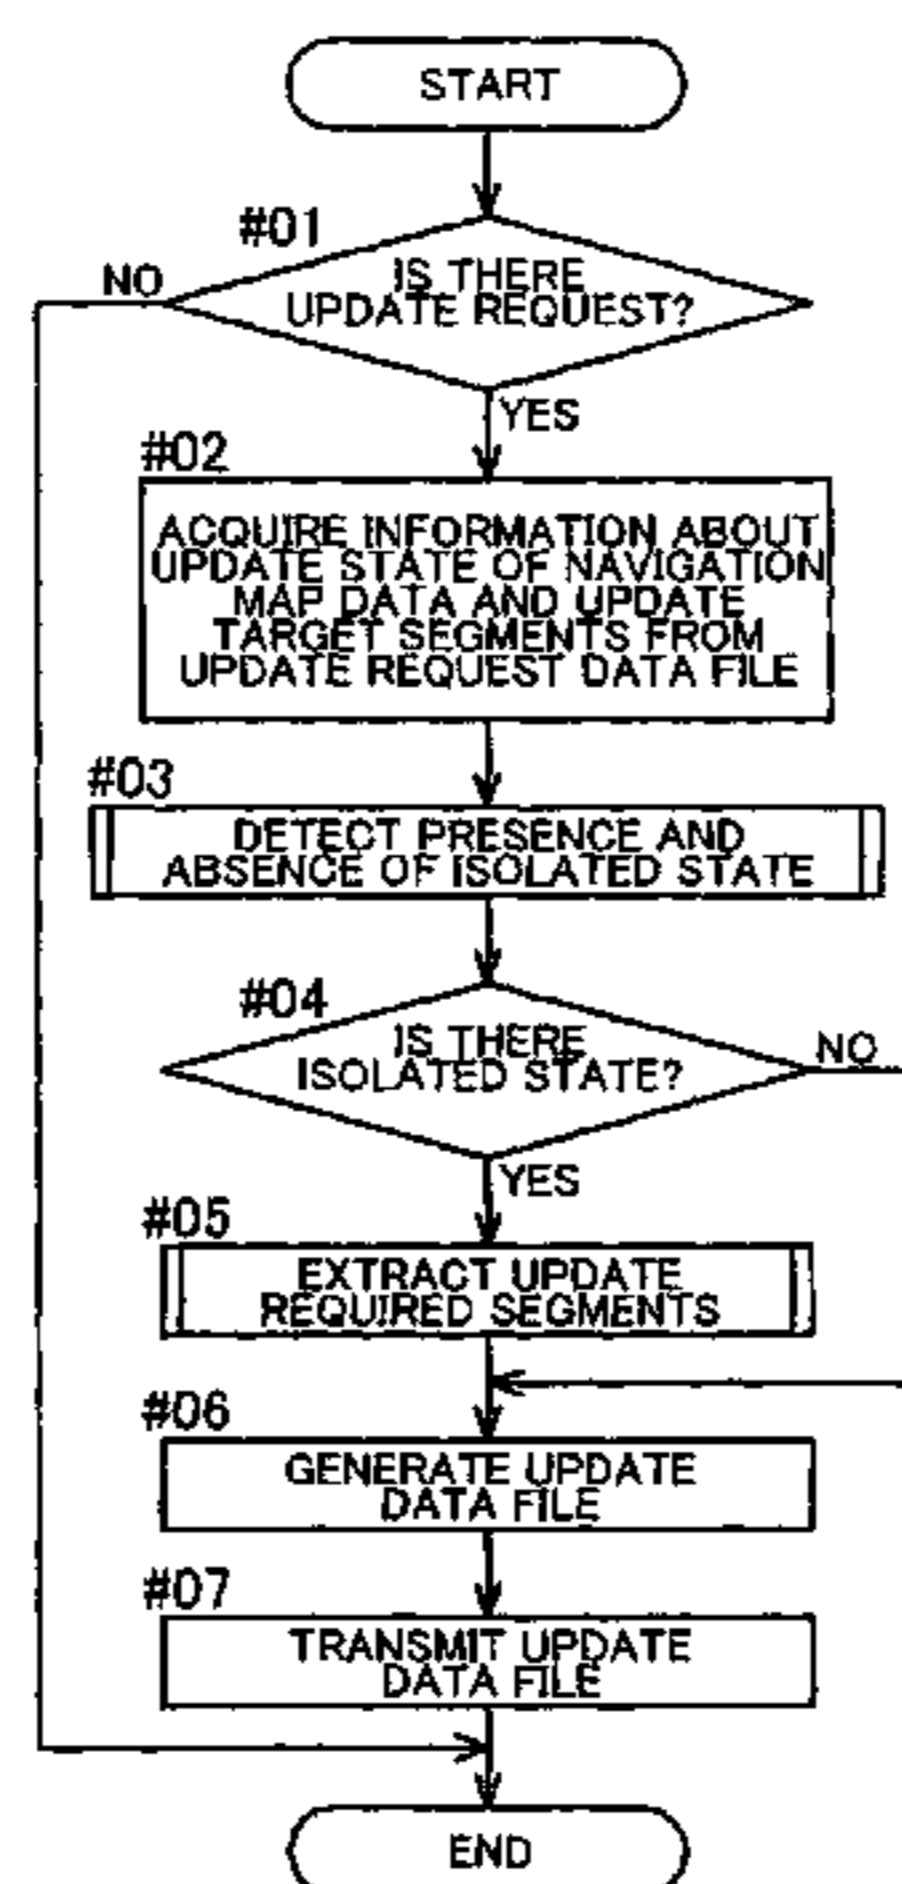 START
#01
IS THERE
UPDATE REQUEST?
NO
YES
#02
ACQUIRE INFORMATION ABOUT
UPDATE STATE OF NAVIGATION
MAP DATA AND UPDATE
TARGET SEGMENTS FROM
UPDATE REQUEST DATA FILE
#03
DETECT PRESENCE AND
ABSENCE OF ISOLATED STATE
#04
IS THERE
ISOLATED STATE?
NO
YES
#05
EXTRACT UPDATE
REQUIRED SEGMENTS
#06
GENERATE UPDATE
DATA FILE
#07
TRANSMIT UPDATE
DATA FILE
END